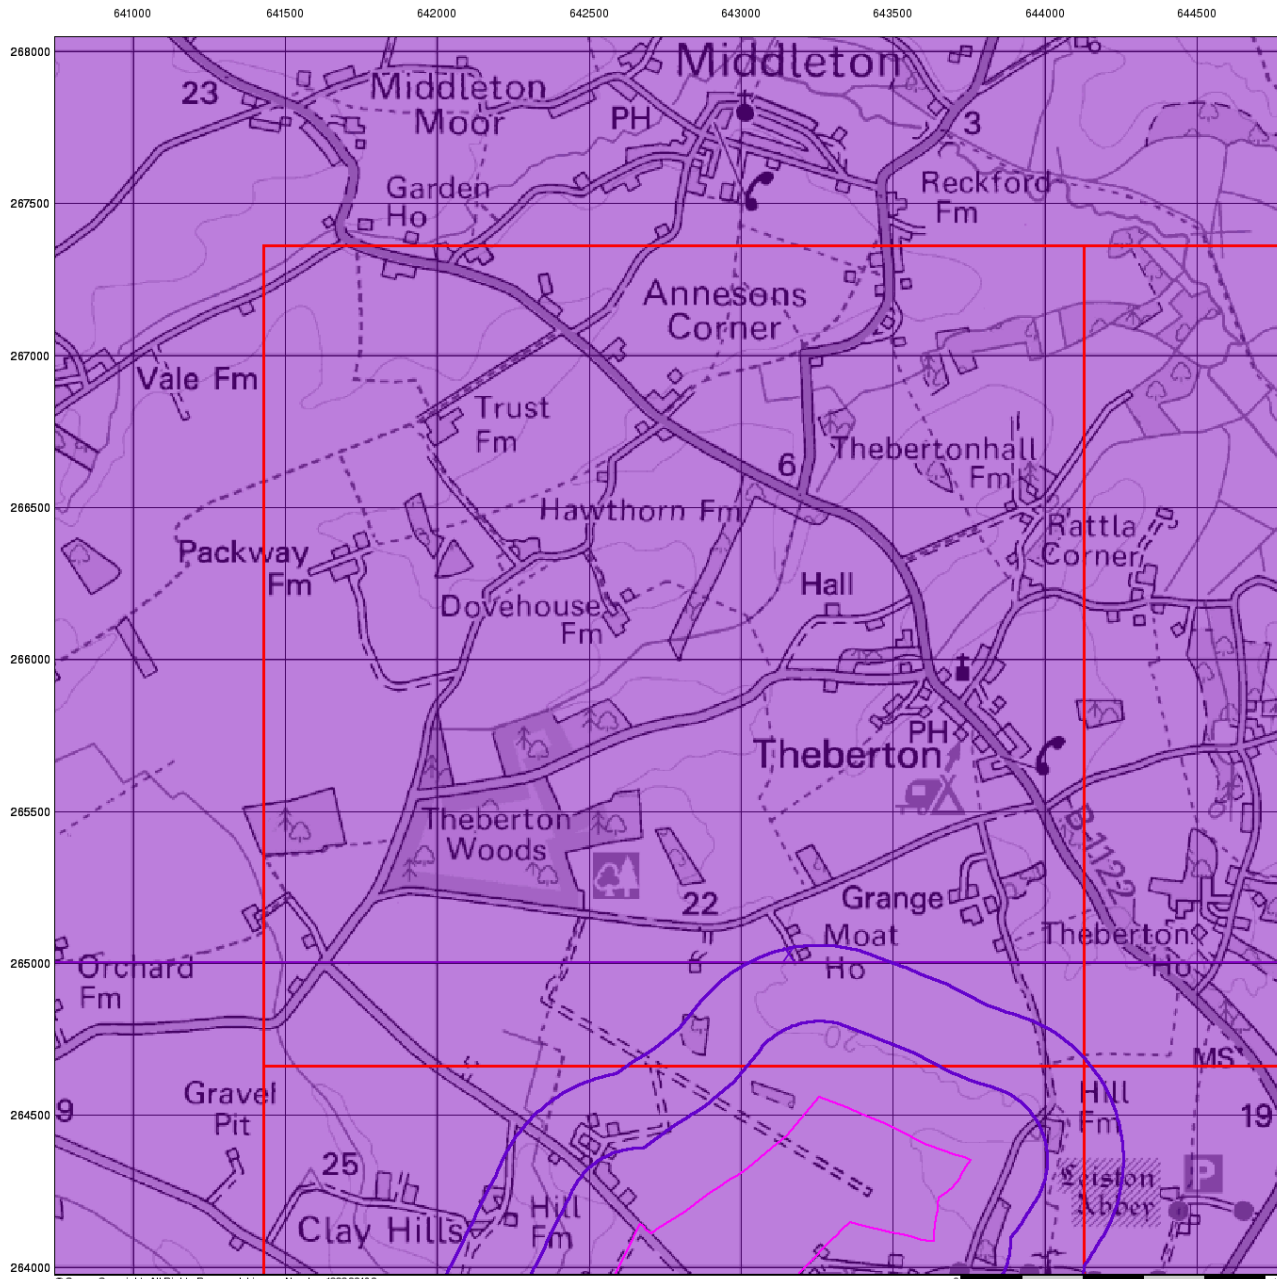 641000 641500 642000 642500 643000 643500 644000 644500
268000
Middleton
23
Middleton
Moor
PH
3
Garden
Ho
Reckford
Fm
267500
Annesons
Corner
267000
Vale Fm
Trust
Fm
Thebertonhall
Fm
6
266500
Hawthorn Fm
Rattla
Corner
Packway
Fm
Hall
Dovehouse
Fm
266000
PH
Theberton
265500
Theberton
Woods
B1122
22
Grange
Moat
Ho
Theberton
Ho
265000
Orchard
Fm
20
MS
Gravel
Pit
Hill
Fm
9
19
264500
25
Leiston
Abbey
P
Clay Hills
Hill
Fm
264000